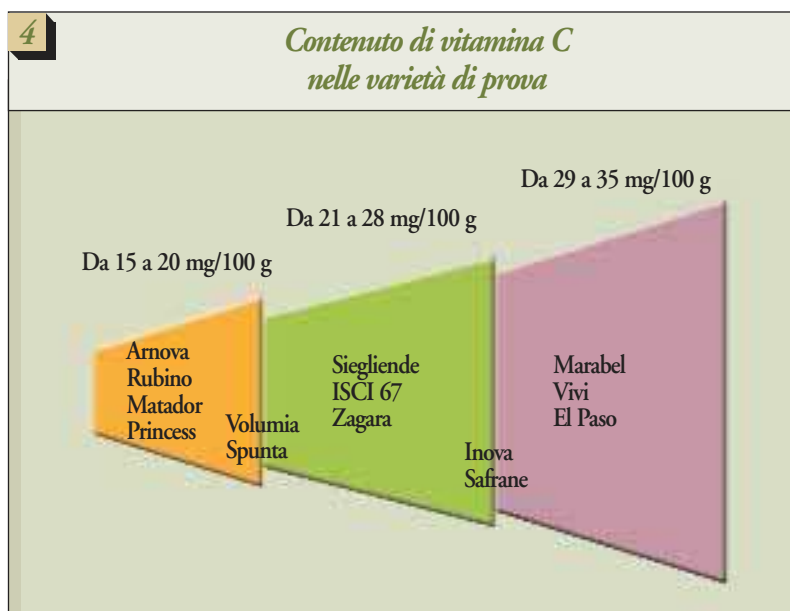 4
Contenuto di vitamina C
nelle varietà di prova
Da 15 a 20 mg/100 g
Da 21 a 28 mg/100 g
Da 29 a 35 mg/100 g
Arnova
Rubino
Matador
Princess
Volumia
Spunta
Siegliende
ISCI 67
Zagara
Inova
Safrane
Marabel
Vivi
El Paso